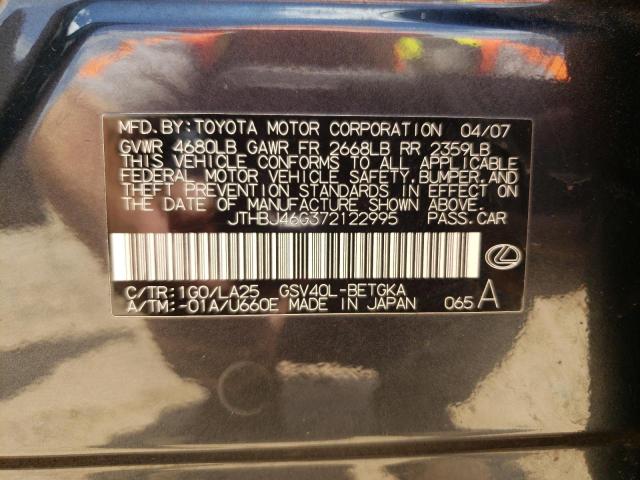 MFD. BY: TOYOTA MOTOR CORPORATION 04/07
GVWR 4680LB GAWR FR 2668LB RR 2359LB
THIS VEHICLE CONFORMS TO ALL APPLICABLE
FEDERAL MOTOR VEHICLE SAFETY, BUMPER, AND
THEFT PREVENTION STANDARDS IN EFFECT ON
THE DATE OF MANUFACTURE SHOWN ABOVE.
JTHBJ46G372122995 PASS. CAR
C/TR: 1G0/LA25 GSV40L-BETGKA
A/TM: -01A/U660E MADE IN JAPAN 065 A